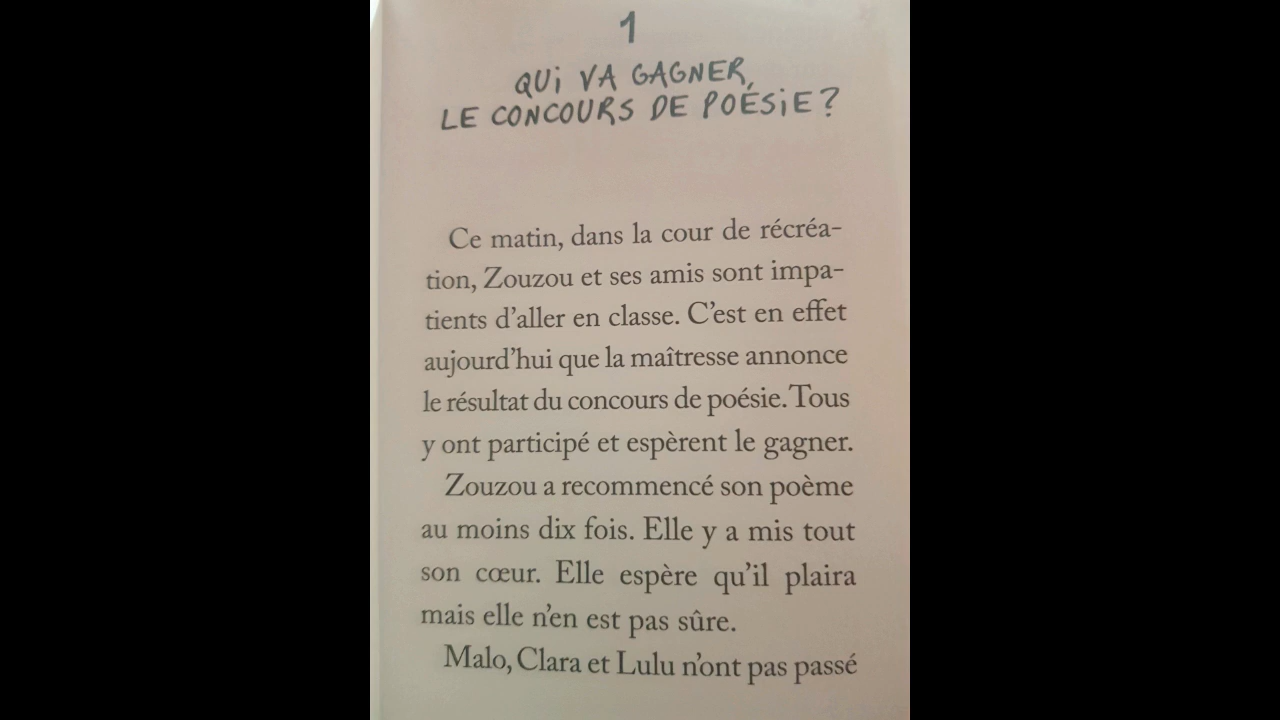 1
QUi VA GAGNER,
LE CONCOURS DE POÉSiE?
Ce matin, dans la cour de récréa-
tion, Zouzou et ses amis sont impa-
tients d'aller en classe. C'est en effet
aujourd'hui que la maîtresse annonce
le résultat du concours de poésie. Tous
y ont participé et espèrent le gagner.
Zouzou a recommencé son poème
au moins dix fois. Elle y a mis tout
son cœur. Elle espère qu'il plaira
mais elle n'en est pas sûre.
Malo, Clara et Lulu n'ont pas passé